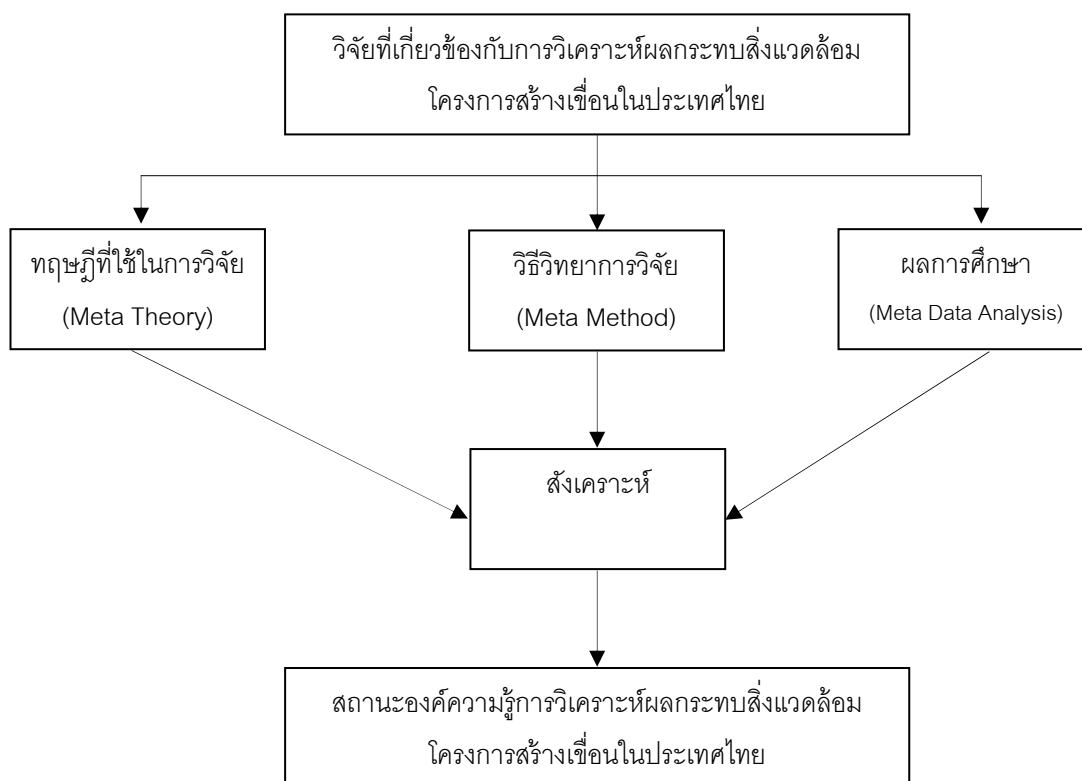 วิจัยที่เกี่ยวข้องกับการวิเคราะห์ผลกระทบสิ่งแวดล้อม
โครงการสร้างเขื่อนในประเทศไทย
ทฤษฎีที่ใช้ในการวิจัย
(Meta Theory)
วิธีวิทยาการวิจัย
(Meta Method)
ผลการศึกษา
(Meta Data Analysis)
สังเคราะห์
สถานะองค์ความรู้การวิเคราะห์ผลกระทบสิ่งแวดล้อม
โครงการสร้างเขื่อนในประเทศไทย